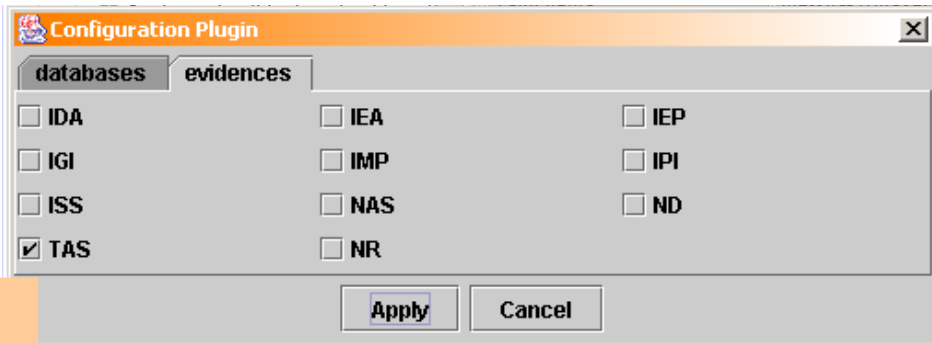 Configuration Plugin
databases evidences
IDA IEA IEP
IGI IMP IPI
ISS NAS ND
TAS NR
Apply Cancel